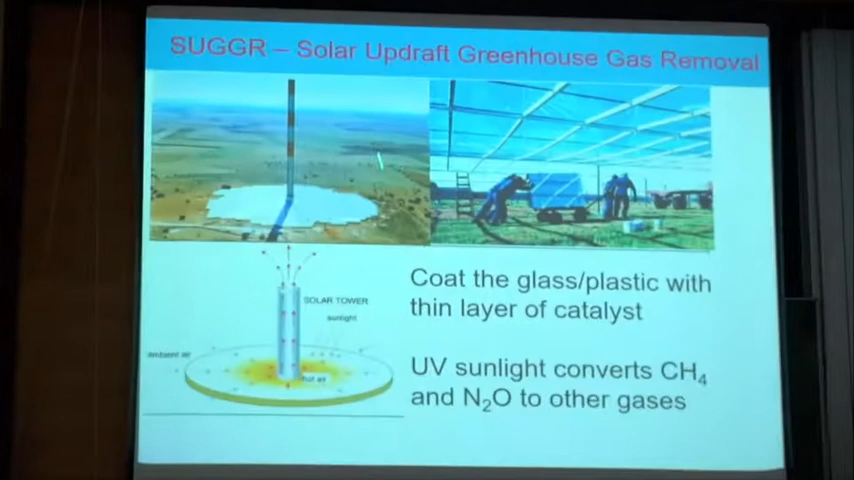 SUGGR – Solar Updraft Greenhouse Gas Removal
SOLAR TOWER
sunlight
ambient air
hot air
Coat the glass/plastic with
thin layer of catalyst
UV sunlight converts CH₄
and N₂O to other gases